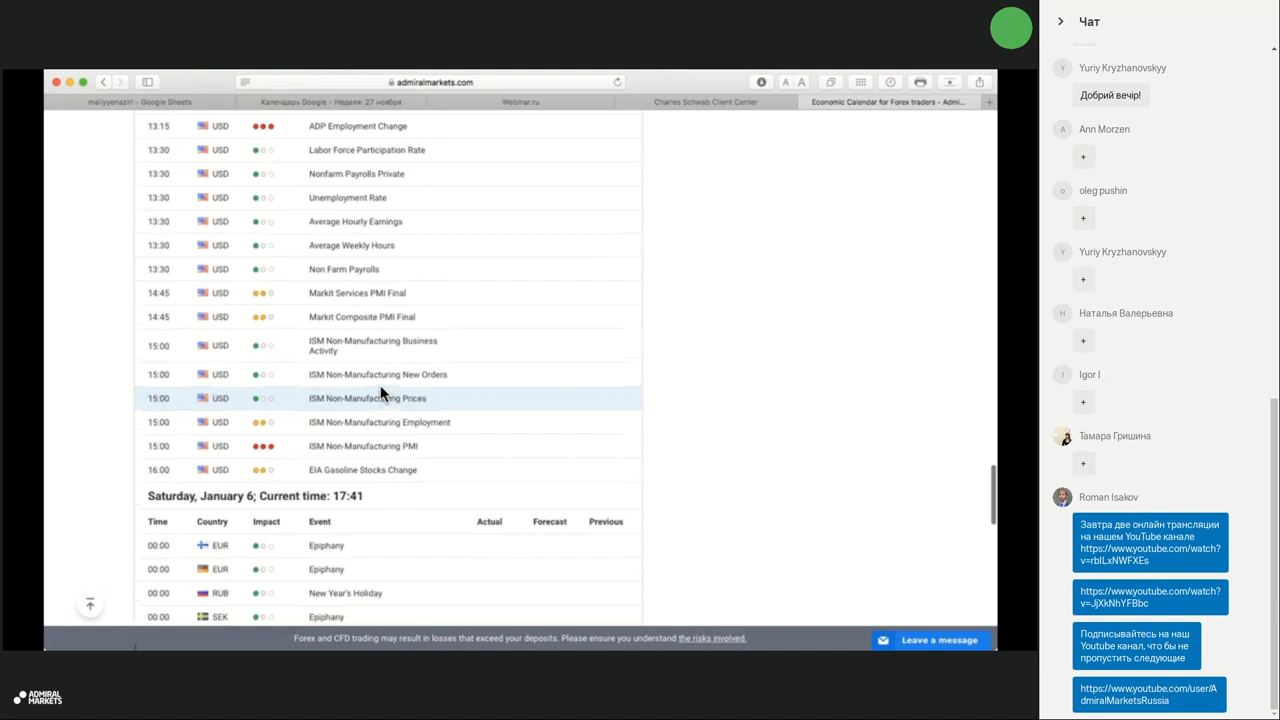 admiralmarkets.com
A A
maliyyenaziri - Google Sheets
Календарь Google - Неделя: 27 ноября
Webinar.ru
Charles Schwab Client Center
Economic Calendar for Forex traders - Admi...
13:15 USD ADP Employment Change
13:30 USD Labor Force Participation Rate
13:30 USD Nonfarm Payrolls Private
13:30 USD Unemployment Rate
13:30 USD Average Hourly Earnings
13:30 USD Average Weekly Hours
13:30 USD Non Farm Payrolls
14:45 USD Markit Services PMI Final
14:45 USD Markit Composite PMI Final
15:00 USD ISM Non-Manufacturing Business
Activity
15:00 USD ISM Non-Manufacturing New Orders
15:00 USD ISM Non-Manufacturing Prices
15:00 USD ISM Non-Manufacturing Employment
15:00 USD ISM Non-Manufacturing PMI
16:00 USD EIA Gasoline Stocks Change
Saturday, January 6; Current time: 17:41
Time Country Impact Event Actual Forecast Previous
00:00 EUR Epiphany
00:00 EUR Epiphany
00:00 RUB New Year's Holiday
00:00 SEK Epiphany
Forex and CFD trading may result in losses that exceed your deposits. Please ensure you understand the risks involved.
Leave a message
ADMIRAL
MARKETS
Чат
Y Yuriy Kryzhanovskyy
Добрий вечір!
A Ann Morzen
+
o oleg pushin
+
Y Yuriy Kryzhanovskyy
+
Н Наталья Валерьевна
+
I Igor I
+
Тамара Гришина
+
Roman Isakov
Завтра две онлайн трансляции
на нашем YouTube канале
https://www.youtube.com/watch?
v=rbILxNWFXEs
https://www.youtube.com/watch?
v=JjXkNhYFBbc
Подписывайтесь на наш
Youtube канал, что бы не
пропустить следующие
https://www.youtube.com/user/A
dmiralMarketsRussia